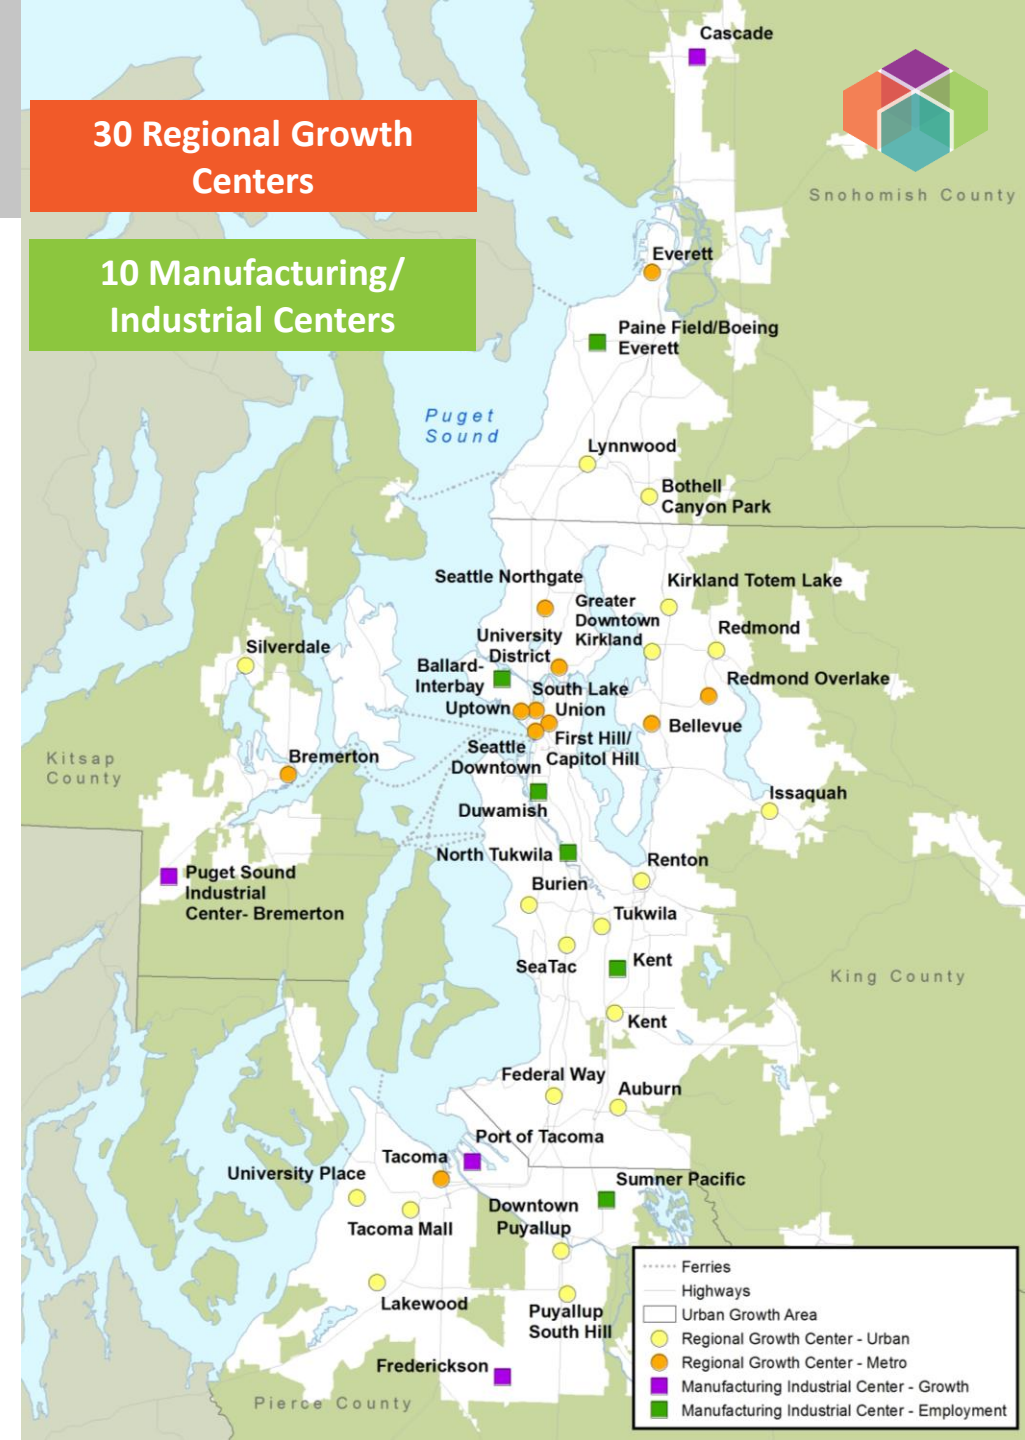 Cascade
30 Regional Growth
Centers
Snohomish County
10 Manufacturing/
Industrial Centers
Everett
Paine Field/Boeing
Everett
Puget
Sound
Lynnwood
Bothell
Canyon Park
Seattle Northgate
Kirkland Totem Lake
Greater
Downtown
Kirkland
Redmond
University
District
Silverdale
Ballard-
Interbay
Redmond Overlake
South Lake
Union
Uptown
Bellevue
First Hill/
Capitol Hill
Seattle
Downtown
Kitsap
County
Bremerton
Issaquah
Duwamish
North Tukwila
Renton
Puget Sound
Industrial
Center- Bremerton
Burien
Tukwila
SeaTac
Kent
King County
Kent
Federal Way
Auburn
Port of Tacoma
Tacoma
University Place
Sumner Pacific
Downtown
Puyallup
Tacoma Mall
Lakewood
Puyallup
South Hill
Frederickson
Pierce County
Ferries
Highways
Urban Growth Area
Regional Growth Center - Urban
Regional Growth Center - Metro
Manufacturing Industrial Center - Growth
Manufacturing Industrial Center - Employment